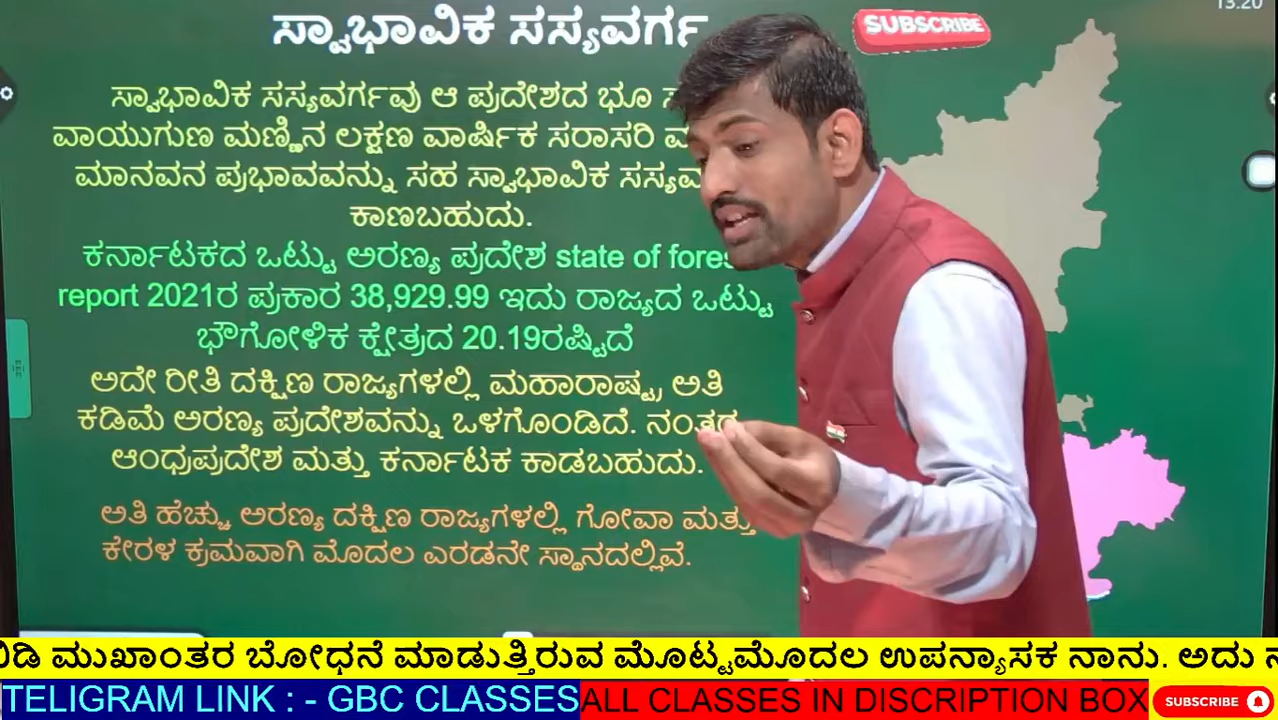 13:20
ಸ್ವಾಭಾವಿಕ ಸಸ್ಯವರ್ಗ
SUBSCRIBE
ಸ್ವಾಭಾವಿಕ ಸಸ್ಯವರ್ಗವು ಆ ಪ್ರದೇಶದ ಭೂ
ವಾಯುಗುಣ ಮಣ್ಣಿನ ಲಕ್ಷಣ ವಾರ್ಷಿಕ ಸರಾಸರಿ
ಮಾನವನ ಪ್ರಭಾವವನ್ನು ಸಹ ಸ್ವಾಭಾವಿಕ
ಕಾಣಬಹುದು.
ಕರ್ನಾಟಕದ ಒಟ್ಟು ಅರಣ್ಯ ಪ್ರದೇಶ state of
report 2021ರ ಪ್ರಕಾರ 38,929.99 ಇದು ರಾಜ್ಯದ ಒಟ್ಟು
ಭೌಗೋಳಿಕ ಕ್ಷೇತ್ರದ 20.19ರಷ್ಟಿದೆ
ಅದೇ ರೀತಿ ದಕ್ಷಿಣ ರಾಜ್ಯಗಳಲ್ಲಿ ಮಹಾರಾಷ್ಟ್ರ ಅತಿ
ಕಡಿಮೆ ಅರಣ್ಯ ಪ್ರದೇಶವನ್ನು ಒಳಗೊಂಡಿದೆ. ನಂತರ
ಆಂಧ್ರಪ್ರದೇಶ ಮತ್ತು ಕರ್ನಾಟಕ ಕಾಡಬಹುದು.
ಅತಿ ಹೆಚ್ಚು ಅರಣ್ಯ ದಕ್ಷಿಣ ರಾಜ್ಯಗಳಲ್ಲಿ ಗೋವಾ ಮತ್ತು
ಕೇರಳ ಕ್ರಮವಾಗಿ ಮೊದಲ ಎರಡನೇ ಸ್ಥಾನದಲ್ಲಿವೆ.
ಮುಖಾಂತರ ಬೋಧನೆ ಮಾಡುತ್ತಿರುವ ಮೊಟ್ಟಮೊದಲ ಉಪನ್ಯಾಸಕ ನಾನು. ಅದು
TELIGRAM LINK : - GBC CLASSES ALL CLASSES IN DISCRIPTION BOX SUBSCRIBE